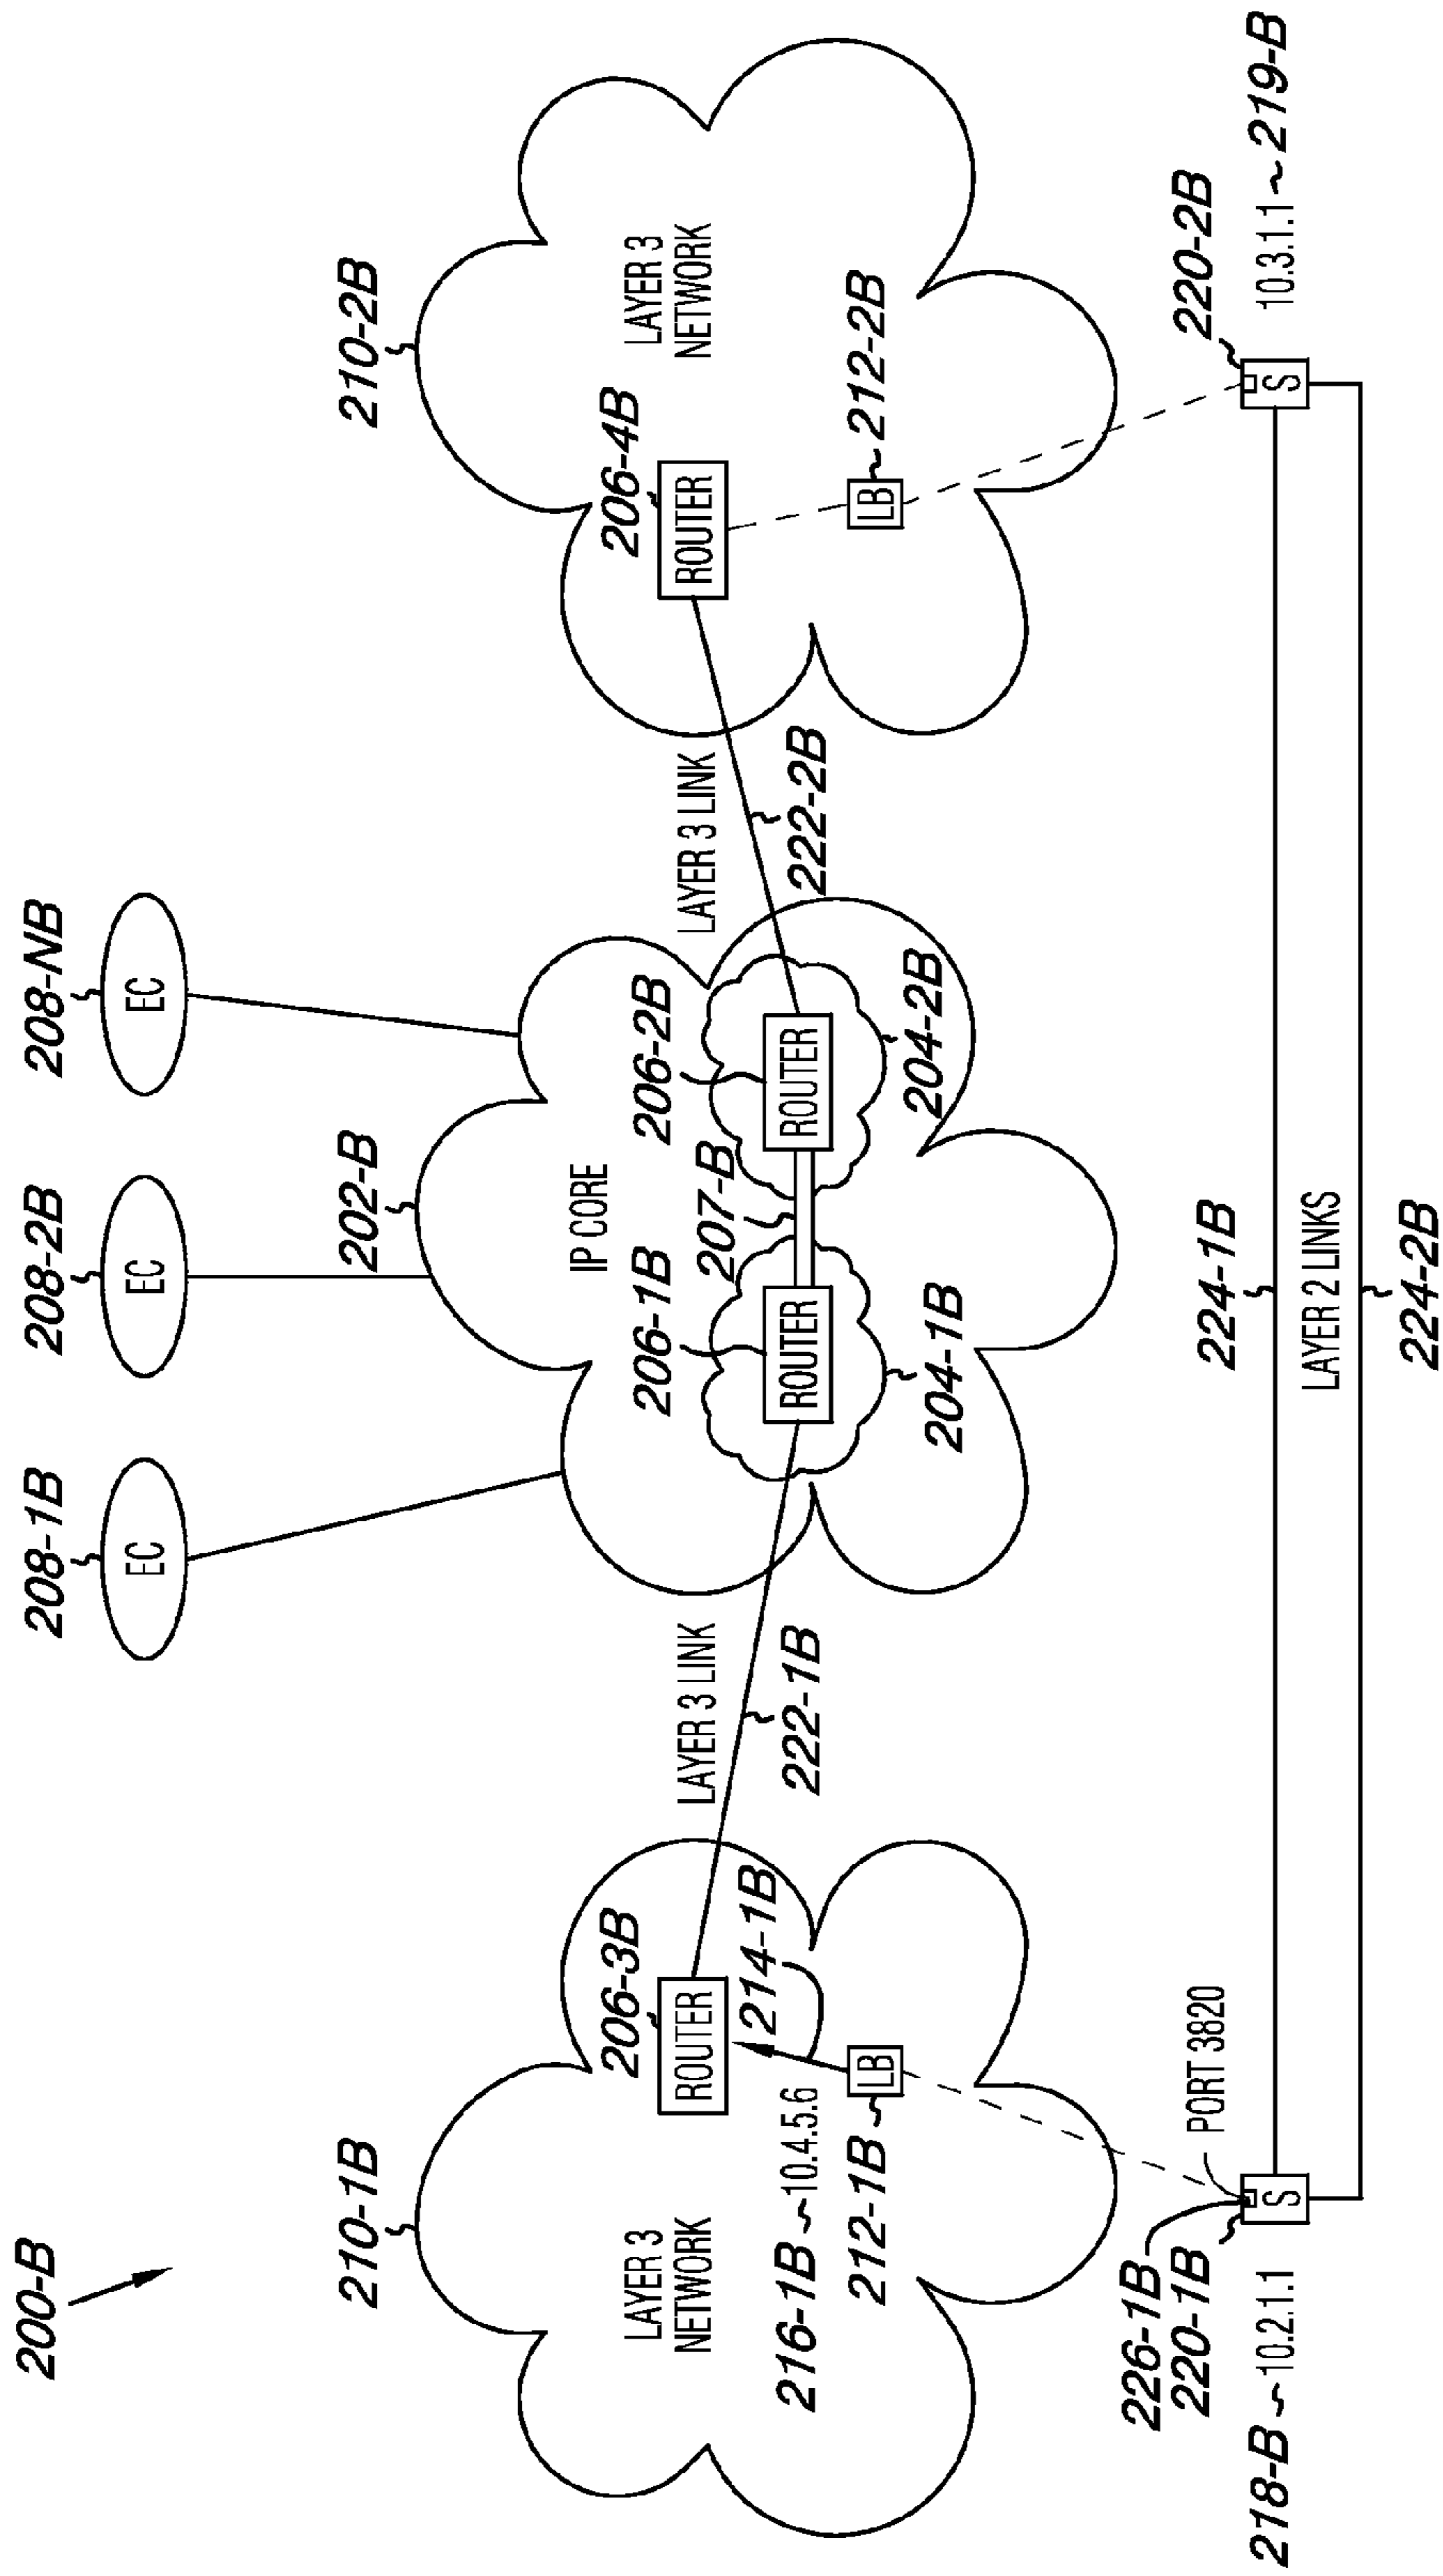 200-B
208-1B
208-2B
208-NB
EC
EC
EC
210-1B
202-B
210-2B
LAYER 3
NETWORK
IP CORE
LAYER 3
NETWORK
206-3B
ROUTER
LAYER 3 LINK
222-1B
206-1B
ROUTER
207-B
206-2B
ROUTER
204-1B
204-2B
LAYER 3 LINK
222-2B
206-4B
ROUTER
214-1B
216-1B 10.4.5.6
212-1B
LB
LB
212-2B
PORT 3820
226-1B
220-1B
S
218-B 10.2.1.1
224-1B
LAYER 2 LINKS
224-2B
220-2B
S
10.3.1.1 219-B